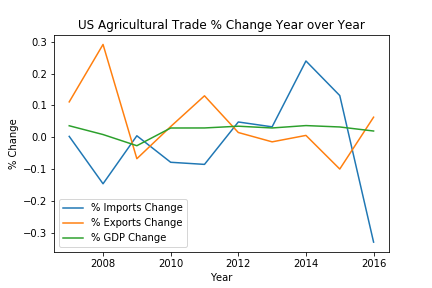 US Agricultural Trade % Change Year over Year
0.3
0.2
0.1
0.0
−0.1
−0.2
−0.3
% Change
% Imports Change
% Exports Change
% GDP Change
2008
2010
2012
2014
2016
Year